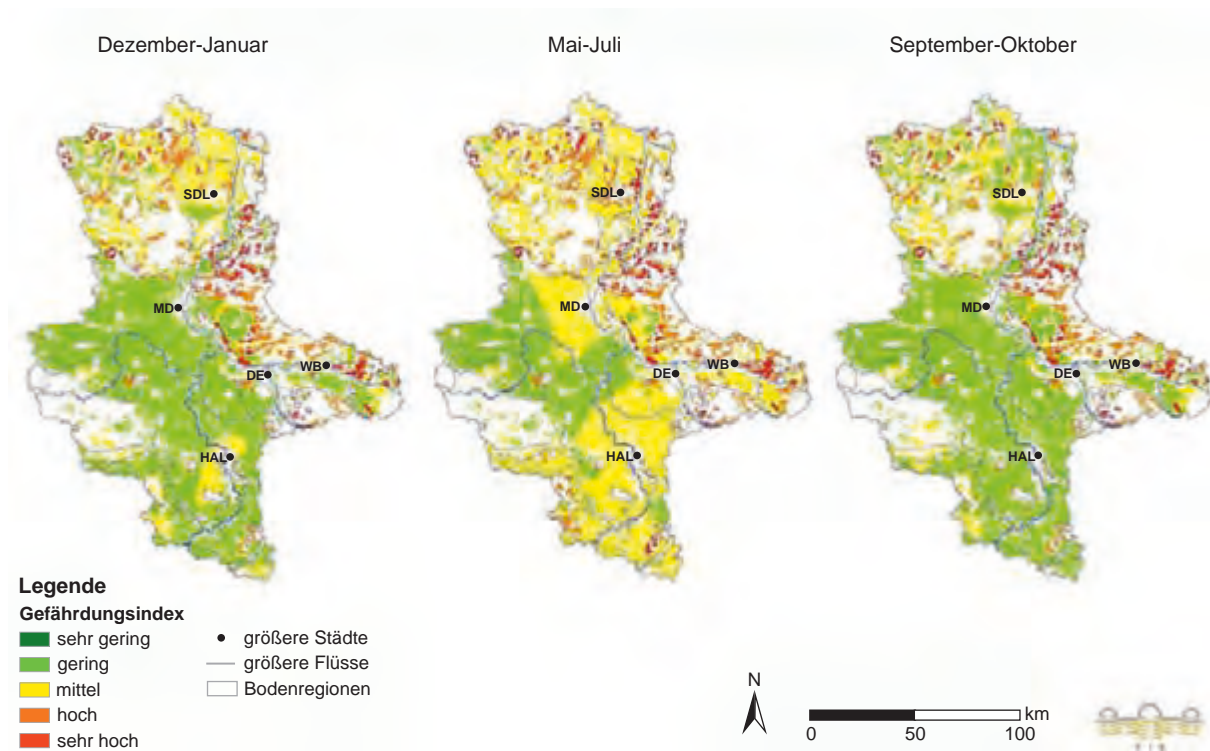 Dezember-Januar
Mai-Juli
September-Oktober
SDL
MD
DE
WB
HAL
SDL
MD
DE
WB
HAL
SDL
MD
DE
WB
HAL
Legende
Gefährdungsindex
sehr gering
gering
mittel
hoch
sehr hoch
größere Städte
größere Flüsse
Bodenregionen
N
km
0 50 100